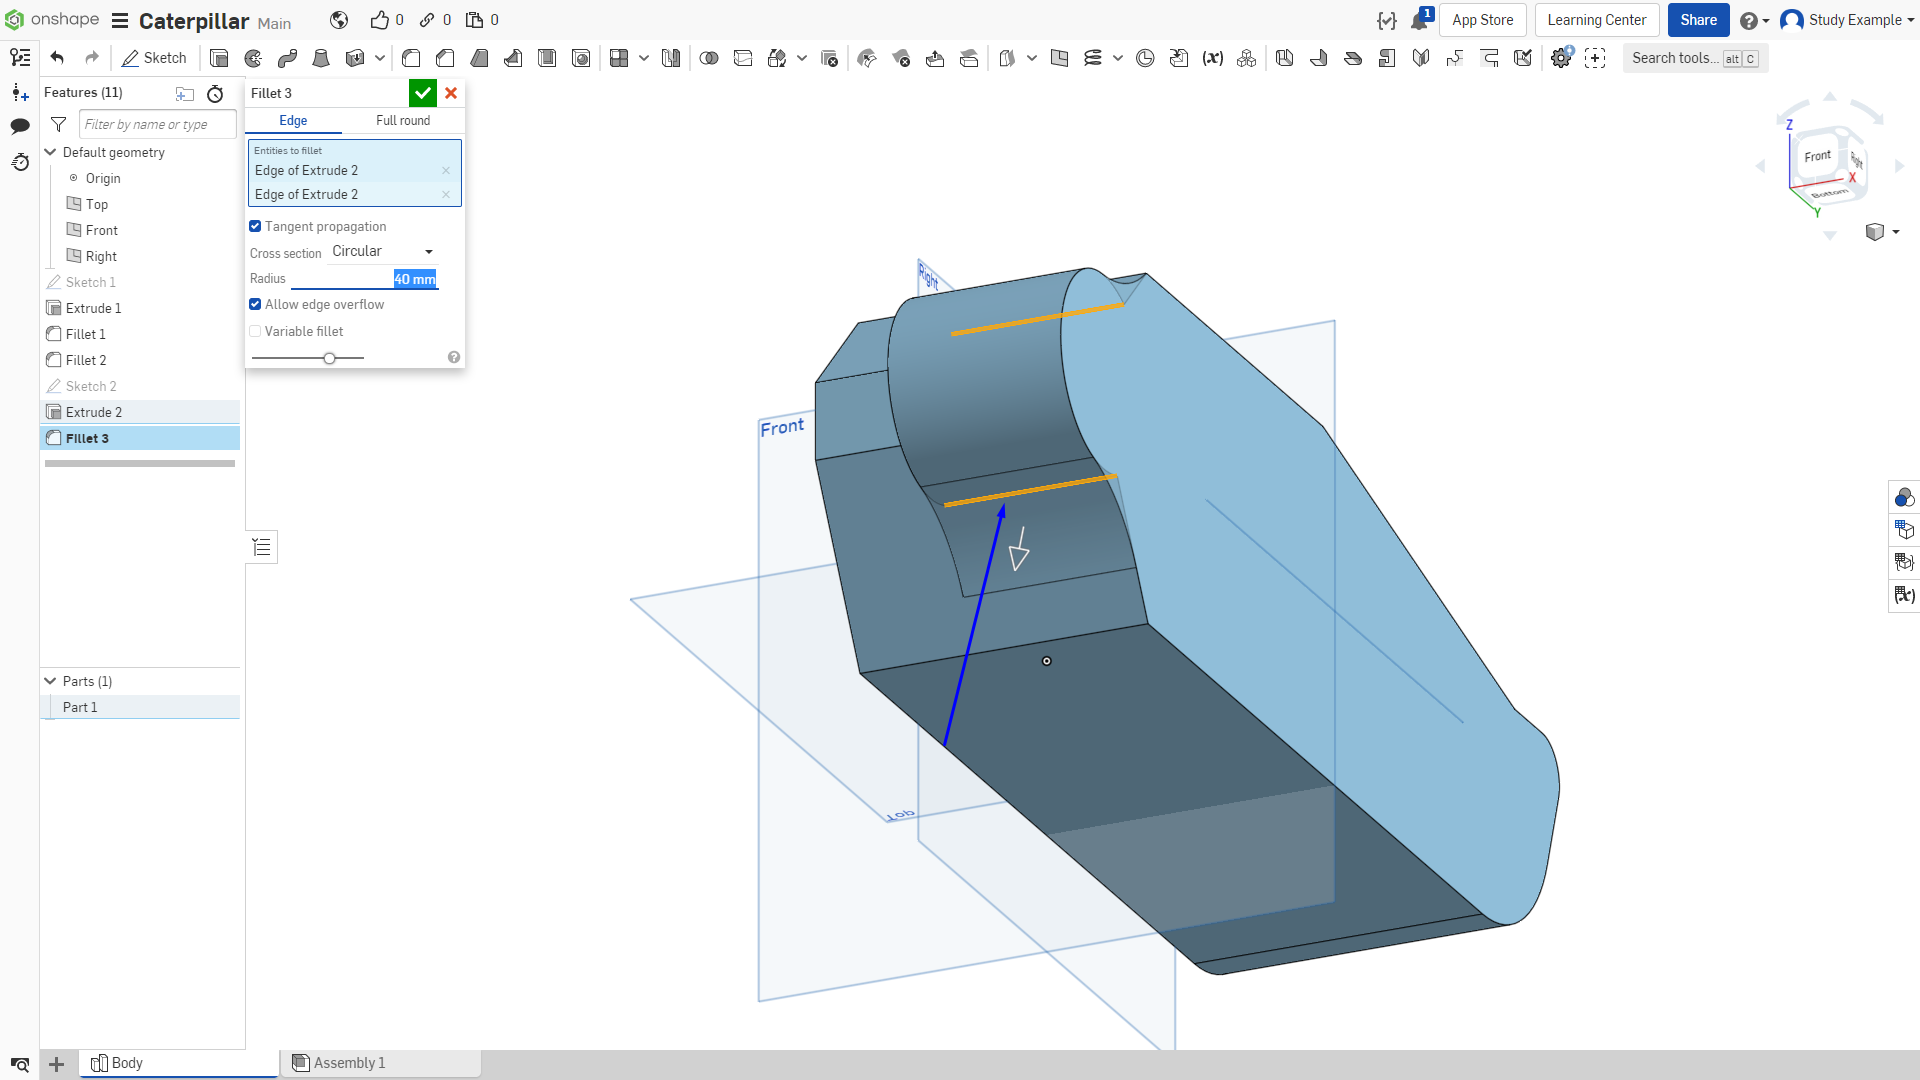 onshape Caterpillar Main 0 0 0 1 App Store Learning Center Share Study Example
Sketch Search tools... alt C
Features (11)
Filter by name or type
Default geometry
Origin
Top
Front
Right
Sketch 1
Extrude 1
Fillet 1
Fillet 2
Sketch 2
Extrude 2
Fillet 3
Parts (1)
Part 1
Fillet 3
Edge Full round
Entities to fillet
Edge of Extrude 2
Edge of Extrude 2
Tangent propagation
Cross section Circular
Radius 40 mm
Allow edge overflow
Variable fillet
Right
Front
Top
Z
Front
Right
X
Bottom
Y
Body Assembly 1